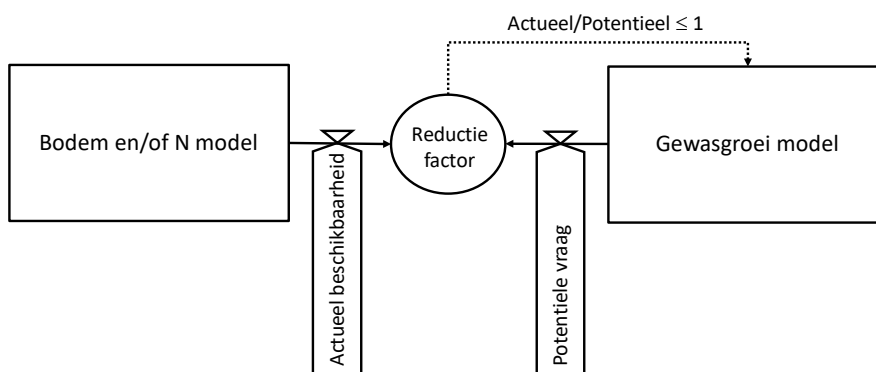 Actueel/Potentieel ≤ 1
Bodem en/of N model
Reductie
factor
Gewasgroei model
Actueel beschikbaarheid
Potentiele vraag